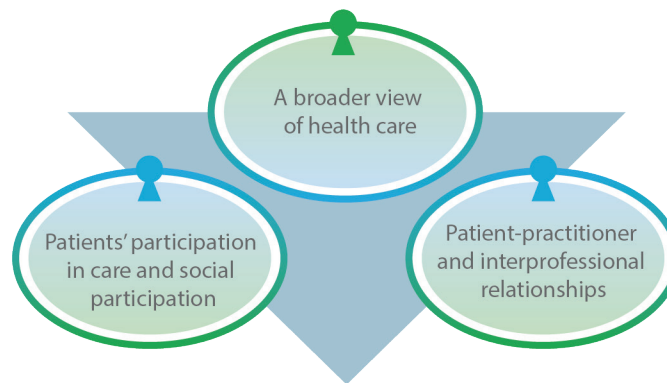 A broader view
of health care
Patients’ participation
in care and social
participation
Patient-practitioner
and interprofessional
relationships